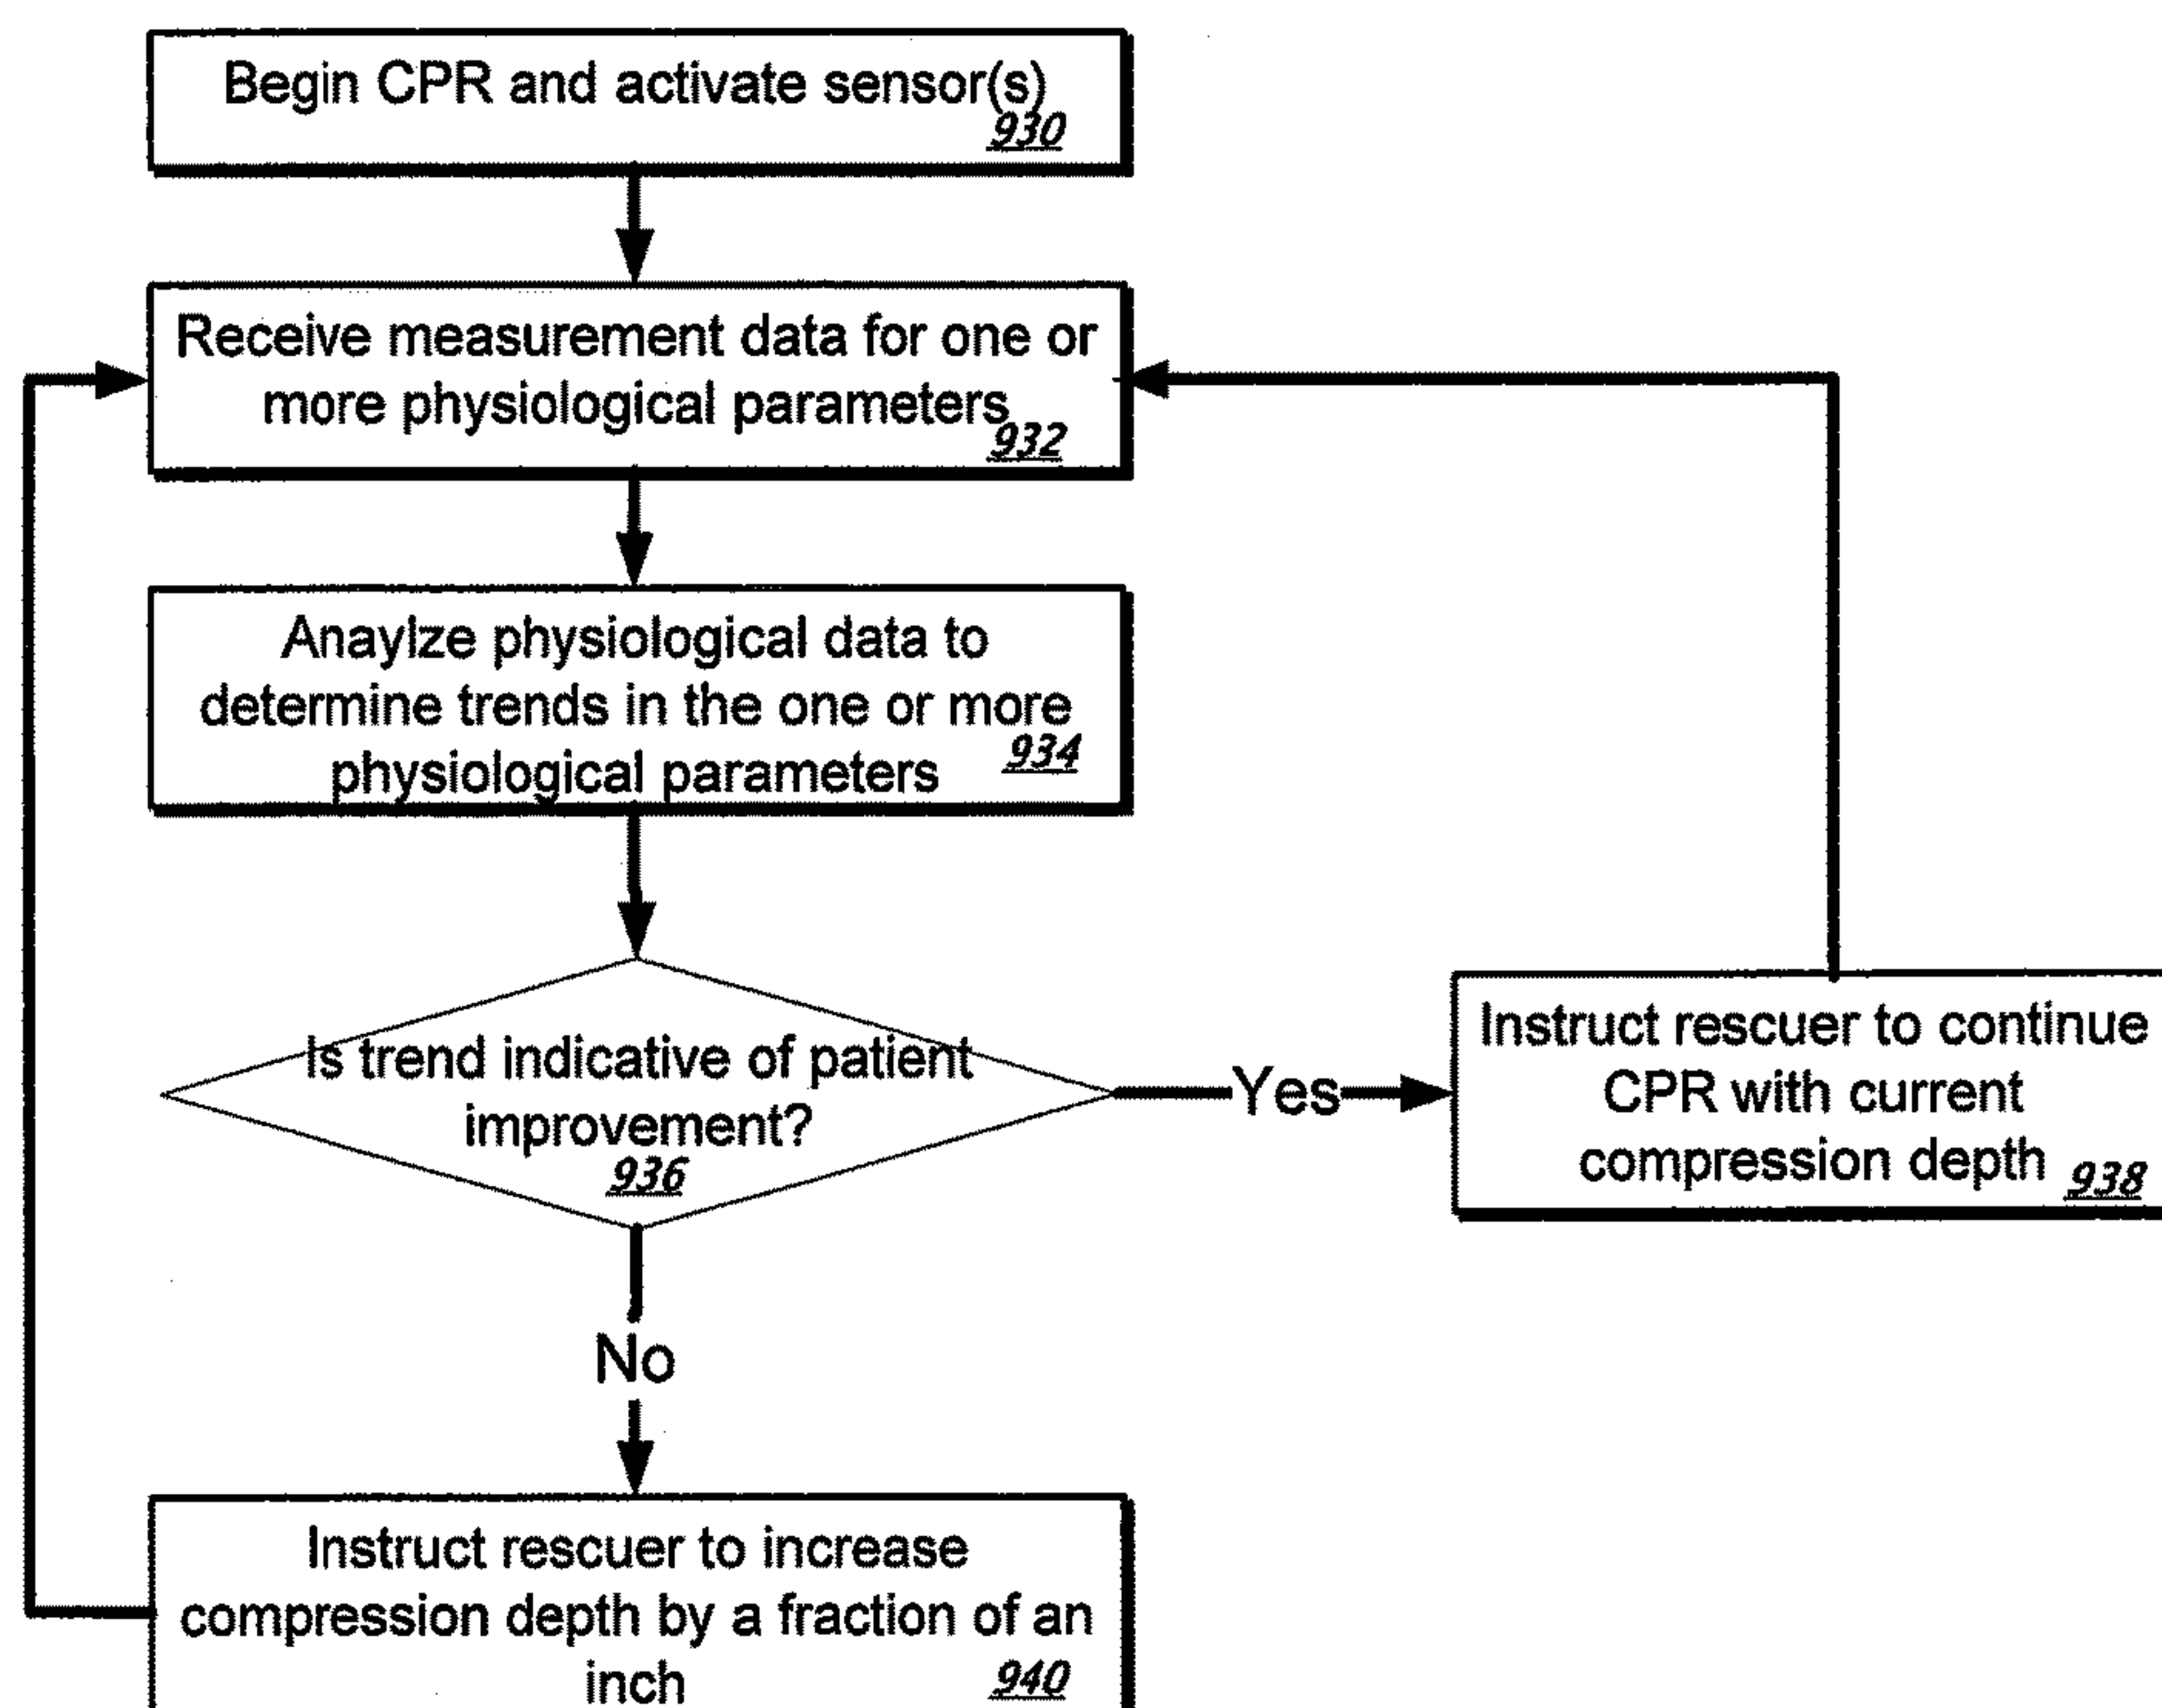 Begin CPR and activate sensor(s)
930
Receive measurement data for one or
more physiological parameters
932
Anaylze physiological data to
determine trends in the one or more
physiological parameters 934
Is trend indicative of patient
improvement?
936
Yes
Instruct rescuer to continue
CPR with current
compression depth 938
No
Instruct rescuer to increase
compression depth by a fraction of an
inch 940